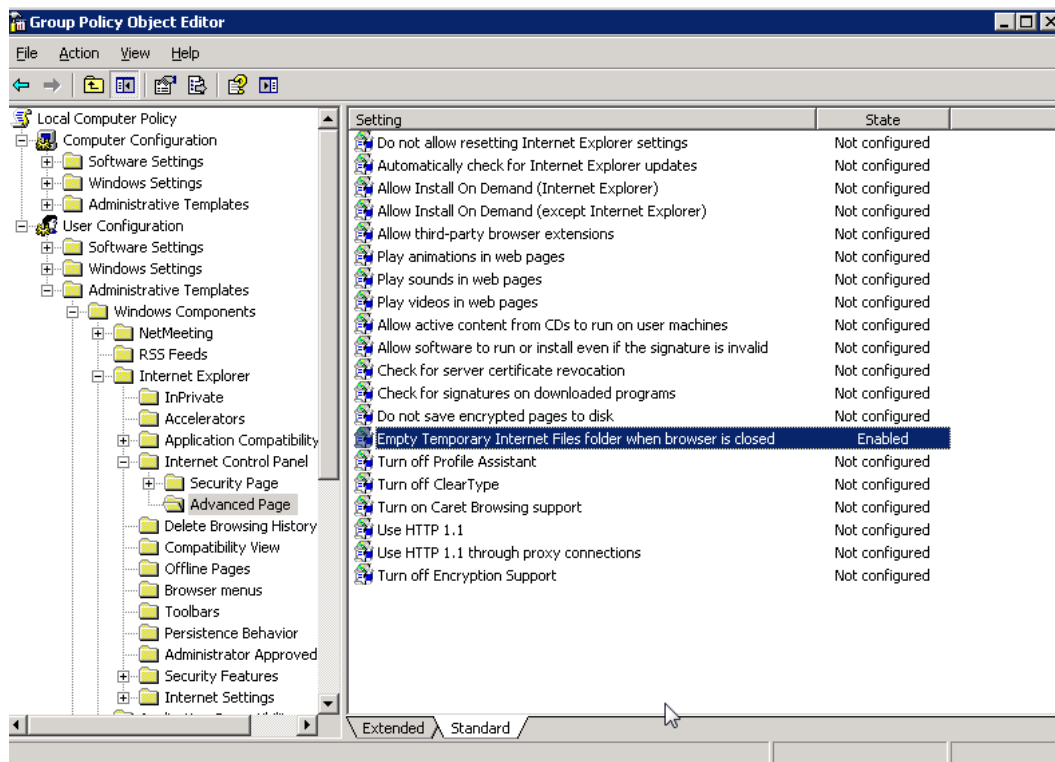 Group Policy Object Editor
File Action View Help
Local Computer Policy
Computer Configuration
Software Settings
Windows Settings
Administrative Templates
User Configuration
Software Settings
Windows Settings
Administrative Templates
Windows Components
NetMeeting
RSS Feeds
Internet Explorer
InPrivate
Accelerators
Application Compatibility
Internet Control Panel
Security Page
Advanced Page
Delete Browsing History
Compatibility View
Offline Pages
Browser menus
Toolbars
Persistence Behavior
Administrator Approved
Security Features
Internet Settings
Setting State
Do not allow resetting Internet Explorer settings Not configured
Automatically check for Internet Explorer updates Not configured
Allow Install On Demand (Internet Explorer) Not configured
Allow Install On Demand (except Internet Explorer) Not configured
Allow third-party browser extensions Not configured
Play animations in web pages Not configured
Play sounds in web pages Not configured
Play videos in web pages Not configured
Allow active content from CDs to run on user machines Not configured
Allow software to run or install even if the signature is invalid Not configured
Check for server certificate revocation Not configured
Check for signatures on downloaded programs Not configured
Do not save encrypted pages to disk Not configured
Empty Temporary Internet Files folder when browser is closed Enabled
Turn off Profile Assistant Not configured
Turn off ClearType Not configured
Turn on Caret Browsing support Not configured
Use HTTP 1.1 Not configured
Use HTTP 1.1 through proxy connections Not configured
Turn off Encryption Support Not configured
Extended Standard